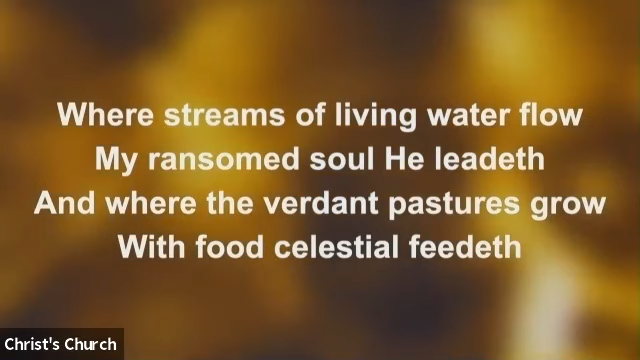 Where streams of living water flow
My ransomed soul He leadeth
And where the verdant pastures grow
With food celestial feedeth
Christ's Church